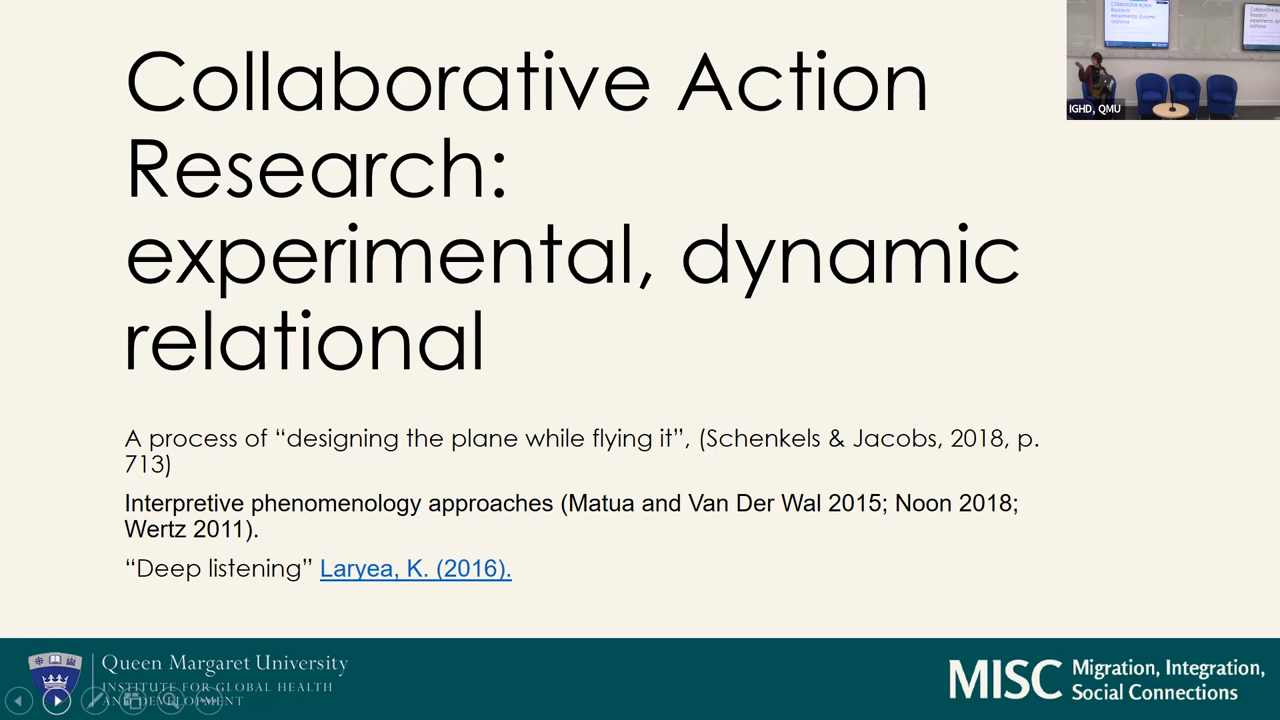 Collaborative Action
Research:
experimental, dynamic
relational
A process of “designing the plane while flying it”, (Schenkels & Jacobs, 2018, p.
713)
Interpretive phenomenology approaches (Matua and Van Der Wal 2015; Noon 2018;
Wertz 2011).
“Deep listening” Laryea, K. (2016).
IGHD, QMU
Queen Margaret University
INSTITUTE FOR GLOBAL HEALTH
AND DEVELOPMENT
MISC Migration, Integration,
Social Connections